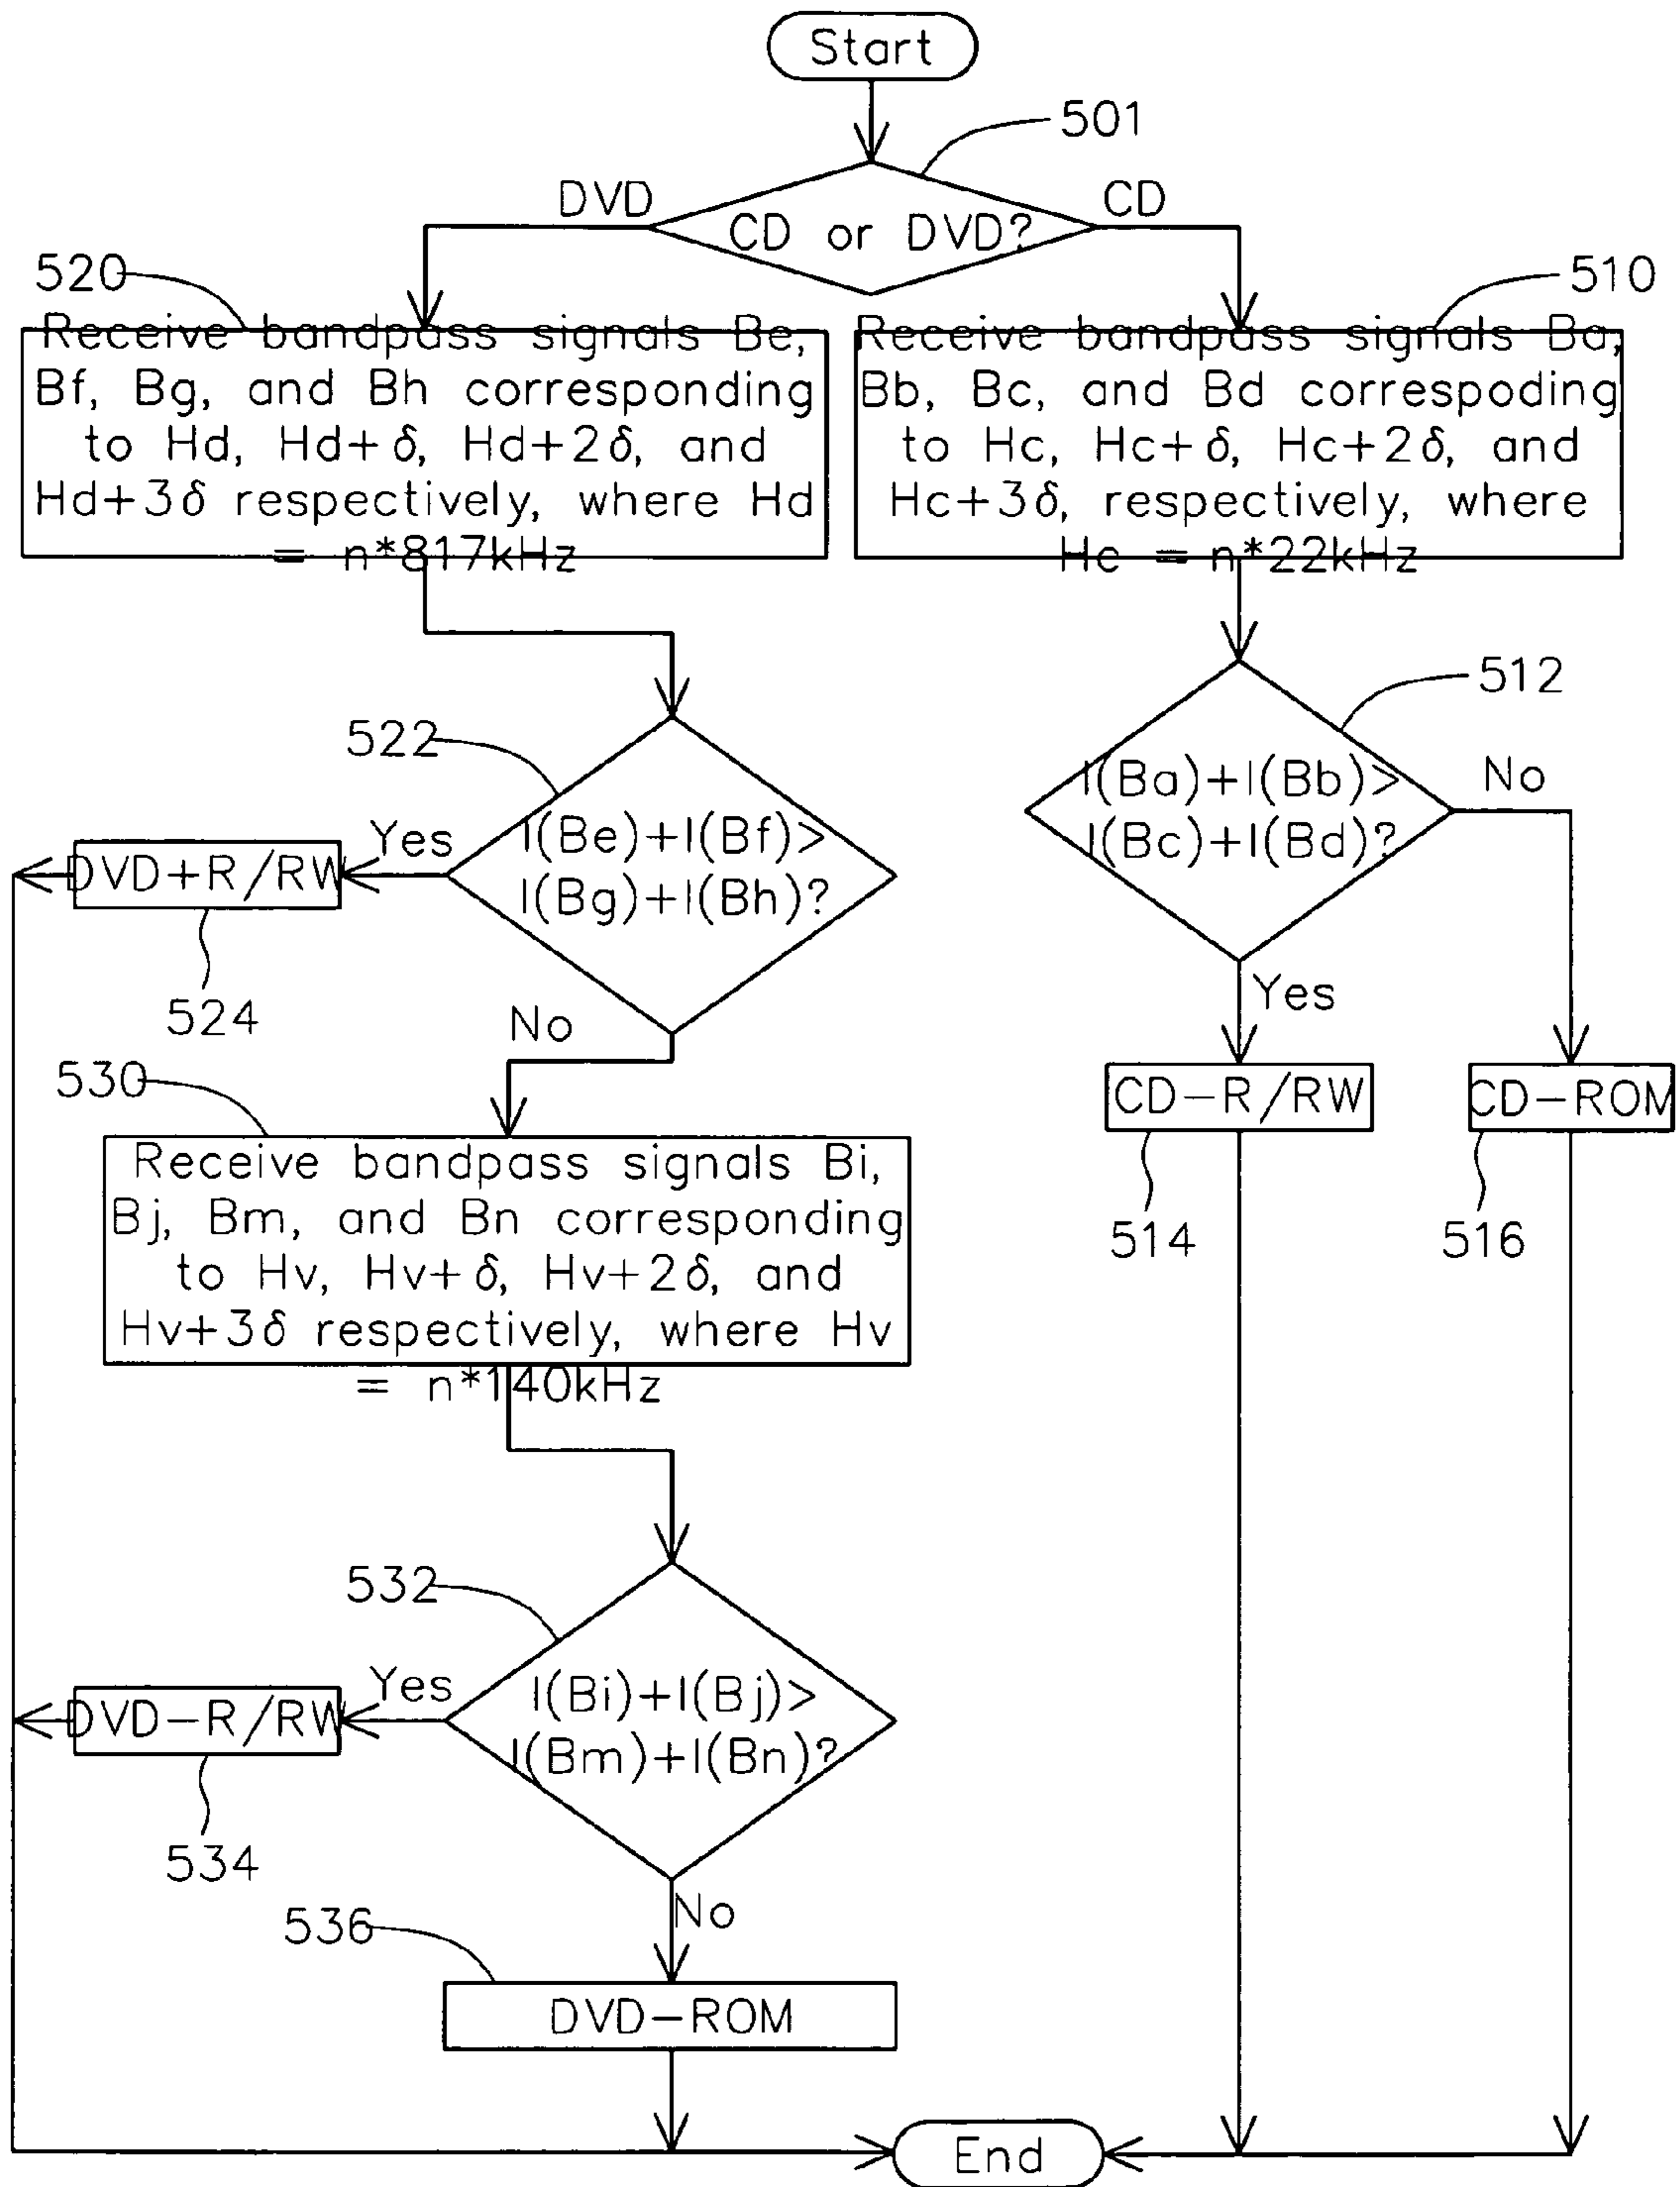 Start
501
DVD
CD
CD or DVD?
520
510
Receive bandpass signals Be,
Bf, Bg, and Bh corresponding
to Hd, Hd+δ, Hd+2δ, and
Hd+3δ respectively, where Hd
= n*817kHz
Receive bandpass signals Ba,
Bb, Bc, and Bd correspoding
to Hc, Hc+δ, Hc+2δ, and
Hc+3δ, respectively, where
Hc = n*22kHz
522
512
I(Be)+I(Bf)>
I(Bg)+I(Bh)?
Yes
DVD+R/RW
524
No
I(Ba)+I(Bb)>
I(Bc)+I(Bd)?
No
Yes
CD-R/RW
514
CD-ROM
516
530
Receive bandpass signals Bi,
Bj, Bm, and Bn corresponding
to Hv, Hv+δ, Hv+2δ, and
Hv+3δ respectively, where Hv
= n*140kHz
532
I(Bi)+I(Bj)>
I(Bm)+I(Bn)?
Yes
DVD-R/RW
534
No
536
DVD-ROM
End